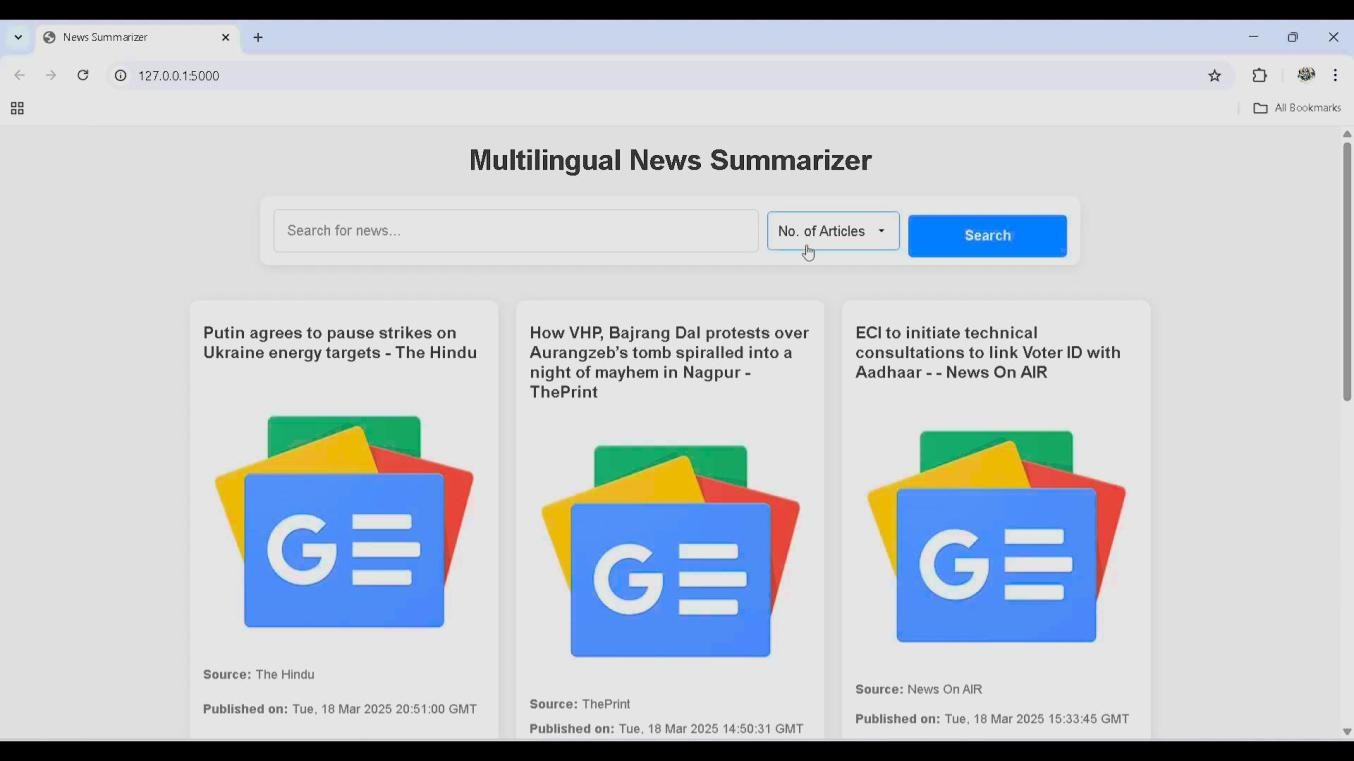 News Summarizer
127.0.0.1:5000
All Bookmarks
Multilingual News Summarizer
Search for news...
No. of Articles
Search
Putin agrees to pause strikes on
Ukraine energy targets - The Hindu
G
Source: The Hindu
Published on: Tue, 18 Mar 2025 20:51:00 GMT
How VHP, Bajrang Dal protests over
Aurangzeb's tomb spiralled into a
night of mayhem in Nagpur -
ThePrint
G
Source: ThePrint
Published on: Tue, 18 Mar 2025 14:50:31 GMT
ECI to initiate technical
consultations to link Voter ID with
Aadhaar - - News On AIR
G
Source: News On AIR
Published on: Tue, 18 Mar 2025 15:33:45 GMT